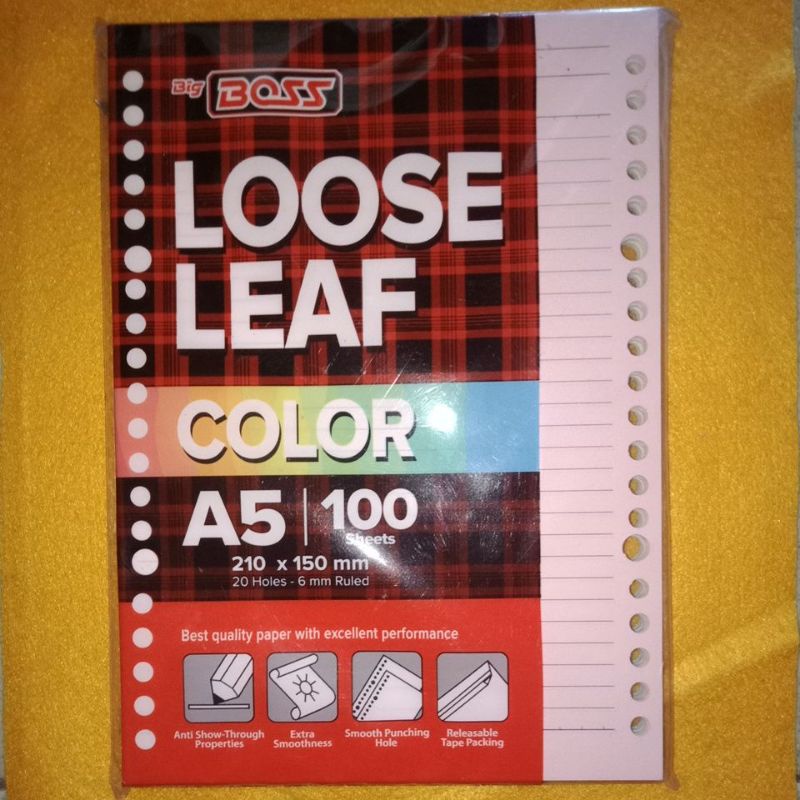 Big BOSS
LOOSE
LEAF
COLOR
A5 | 100
Sheets
210 x 150 mm
20 Holes - 6 mm Ruled
Best quality paper with excellent performance
Anti Show-Through
Properties
Extra
Smoothness
Smooth Punching
Hole
Releasable
Tape Packing